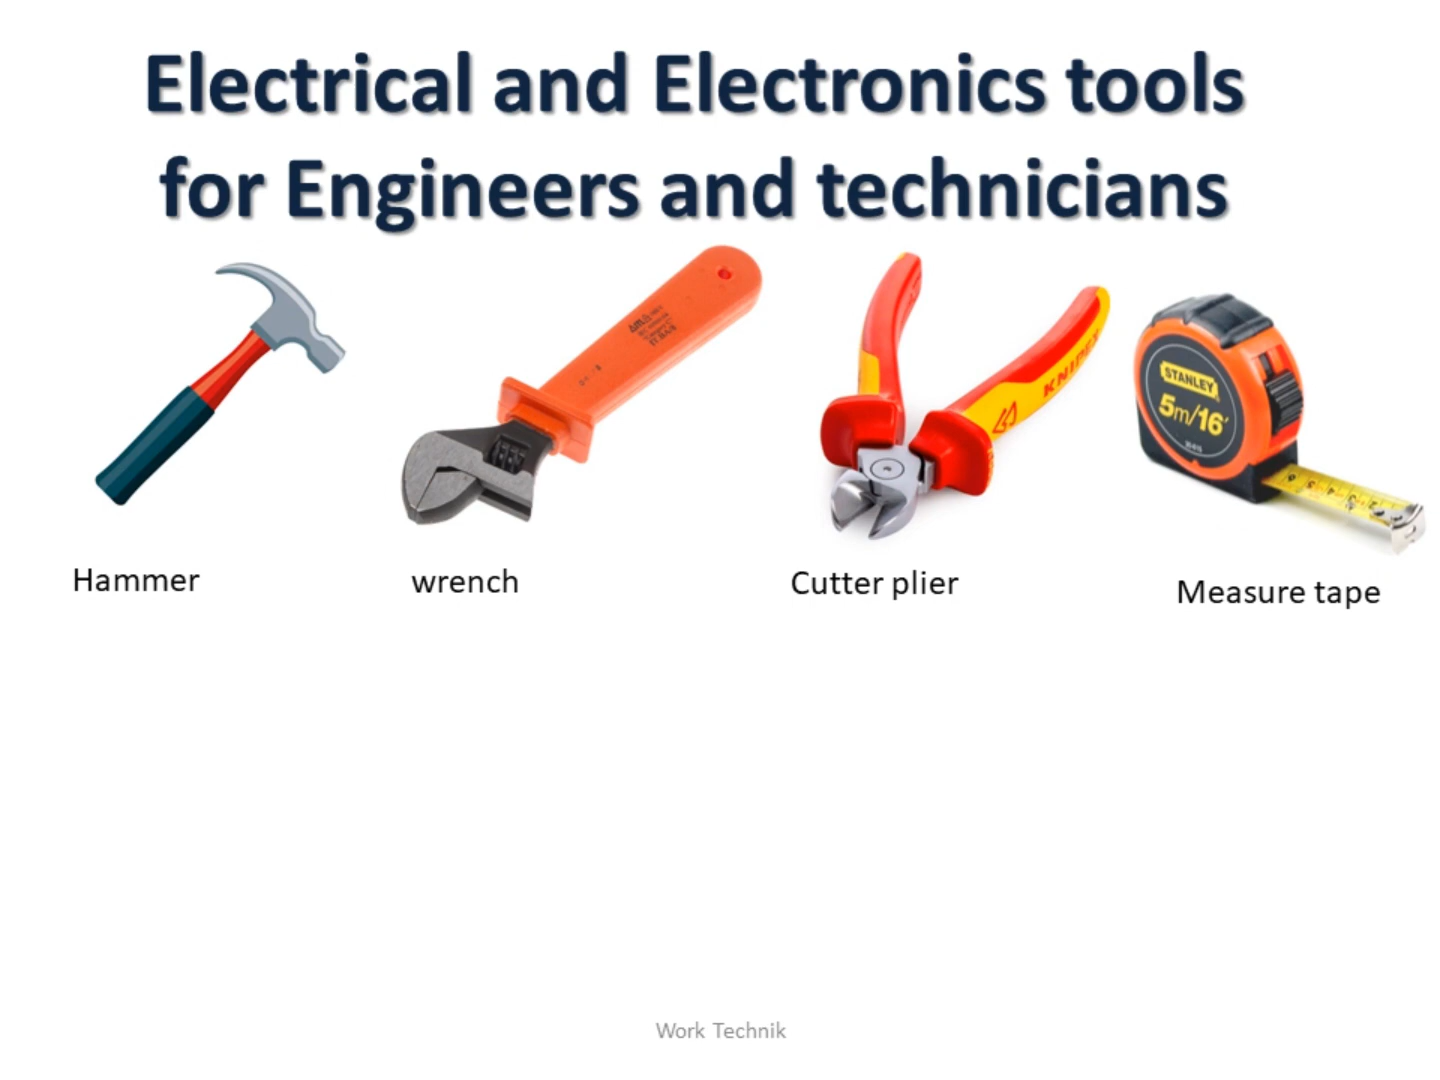 Electrical and Electronics tools
for Engineers and technicians
KNIPEX
STANLEY
5m/16'
Hammer
wrench
Cutter plier
Measure tape
Work Technik